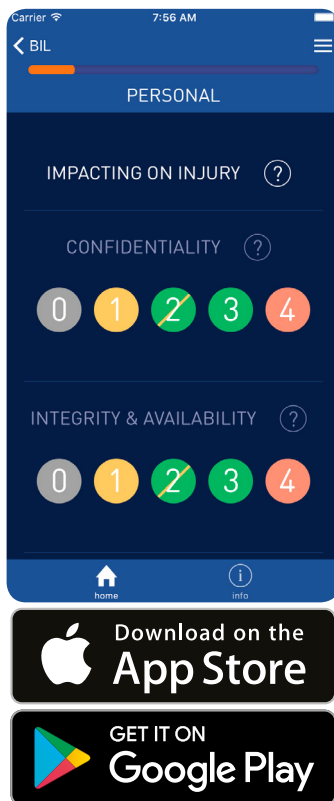 Carrier 7:56 AM
BIL
PERSONAL
IMPACTING ON INJURY ?
CONFIDENTIALITY ?
0 1 2 3 4
INTEGRITY & AVAILABILITY ?
0 1 2 3 4
home info
Download on the
App Store
GET IT ON
Google Play